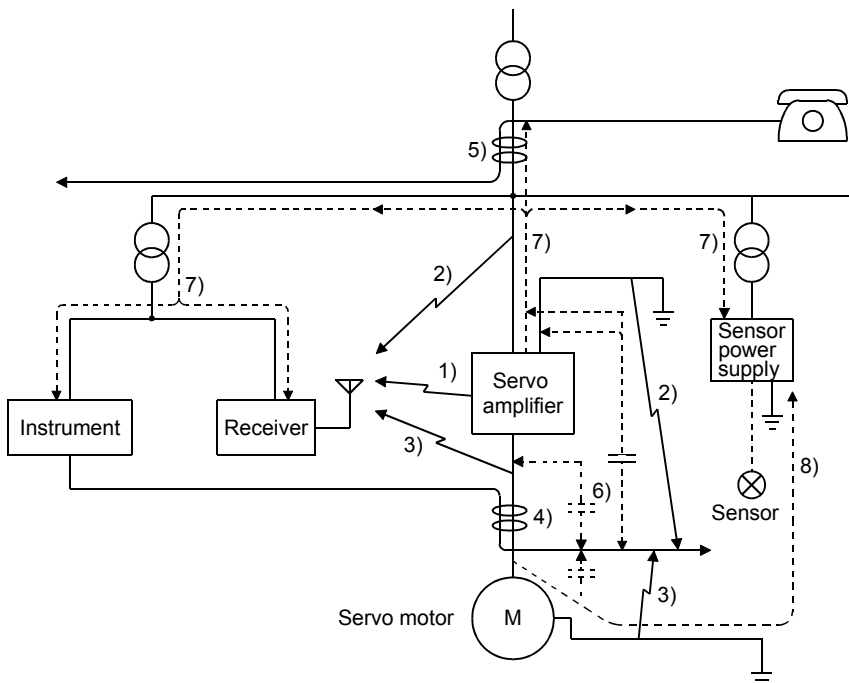 5)
2)
7)
7)
7)
1)
Servo
amplifier
Sensor
power
supply
2)
Instrument
Receiver
3)
6)
8)
4)
Sensor
3)
Servo motor
M